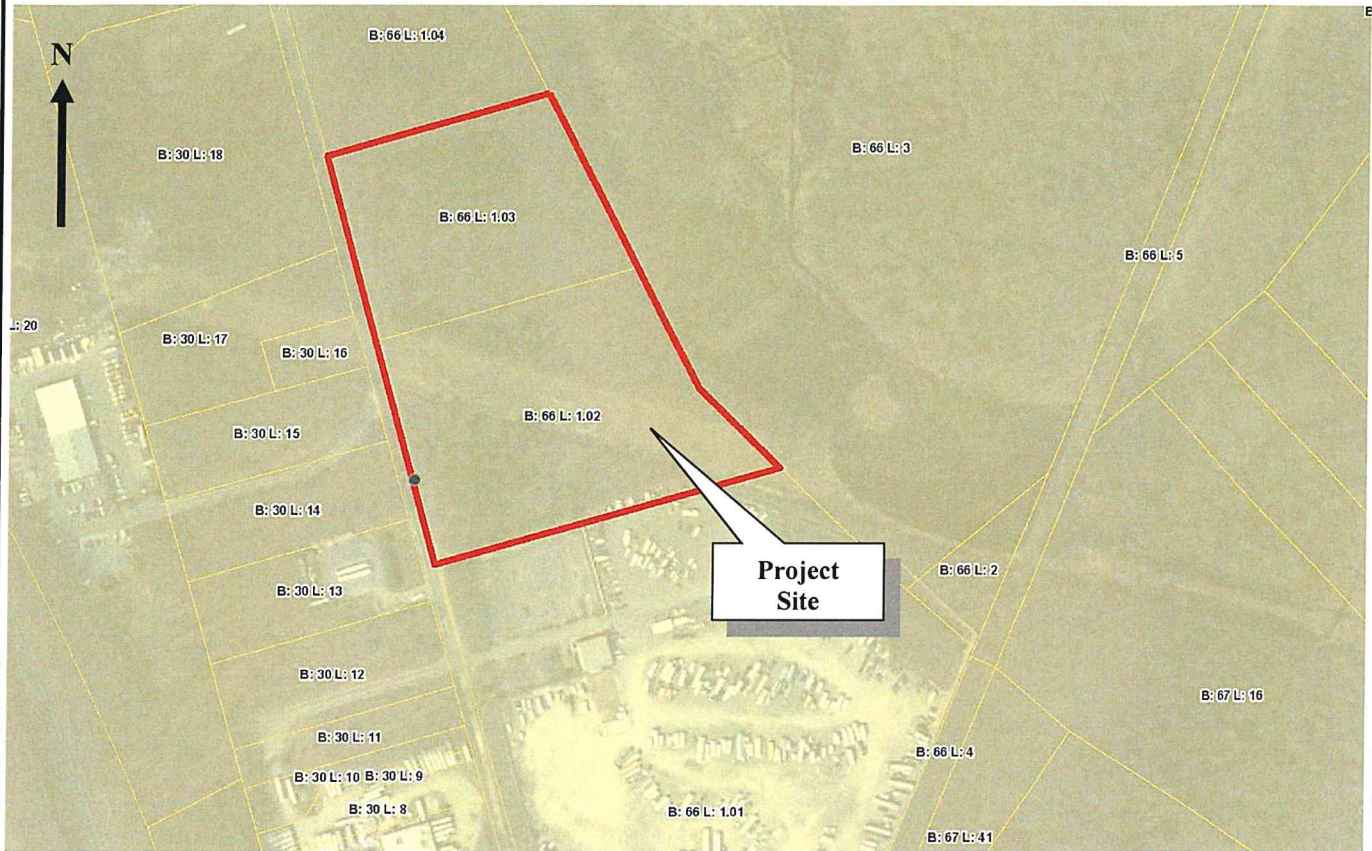 B: 66 L: 1.04
N
B: 30 L: 18
B: 66 L: 3
B: 66 L: 1.03
B: 66 L: 5
L: 20
B: 30 L: 17
B: 30 L: 16
B: 66 L: 1.02
B: 30 L: 15
B: 30 L: 14
Project
Site
B: 66 L: 2
B: 30 L: 13
B: 30 L: 12
B: 67 L: 16
B: 30 L: 11
B: 66 L: 4
B: 30 L: 10
B: 30 L: 9
B: 30 L: 8
B: 66 L: 1.01
B: 67 L: 41